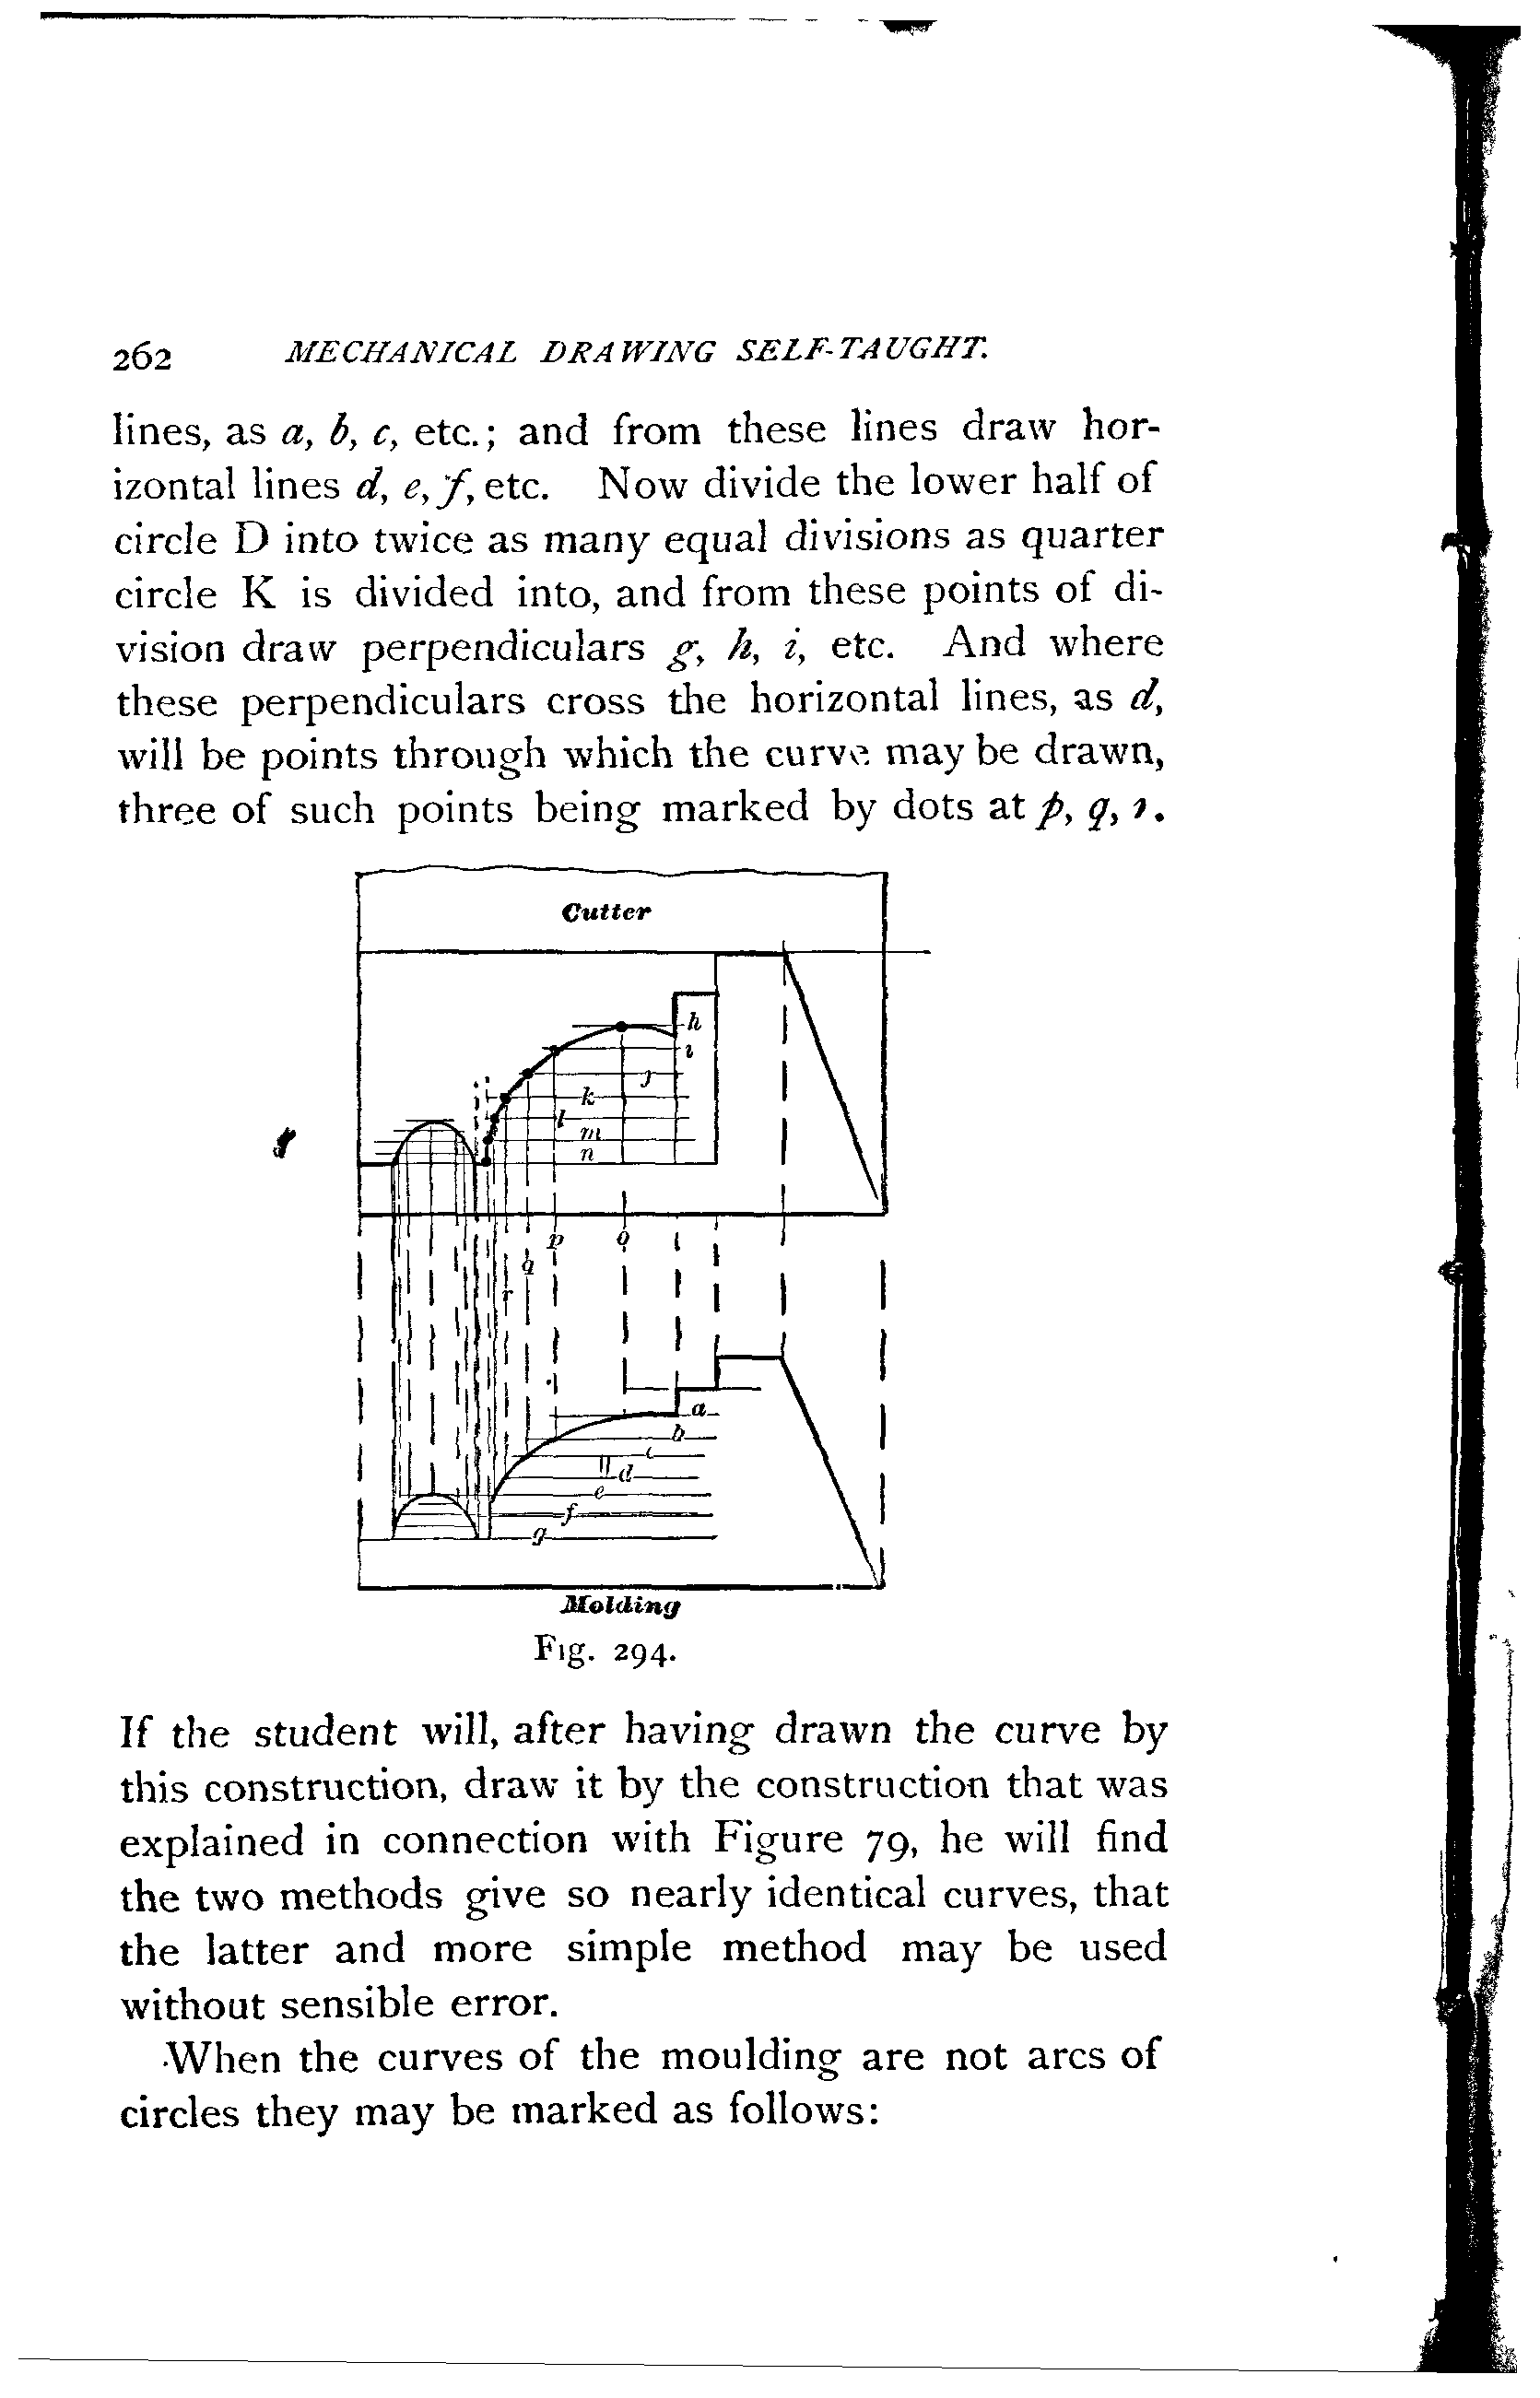 262 MECHANICAL DRAWING SELF-TAUGHT.
lines, as a, b, c, etc.; and from these lines draw hor-
izontal lines d, e, f, etc. Now divide the lower half of
circle D into twice as many equal divisions as quarter
circle K is divided into, and from these points of di-
vision draw perpendiculars g, h, i, etc. And where
these perpendiculars cross the horizontal lines, as d,
will be points through which the curve may be drawn,
three of such points being marked by dots at p, q,
Cutter
h
i
j
k
l
m
n
p o
q
r
a
b
c
d
e
f
g
Molding
Fig. 294.
If the student will, after having drawn the curve by
this construction, draw it by the construction that was
explained in connection with Figure 79, he will find
the two methods give so nearly identical curves, that
the latter and more simple method may be used
without sensible error.
When the curves of the moulding are not arcs of
circles they may be marked as follows: